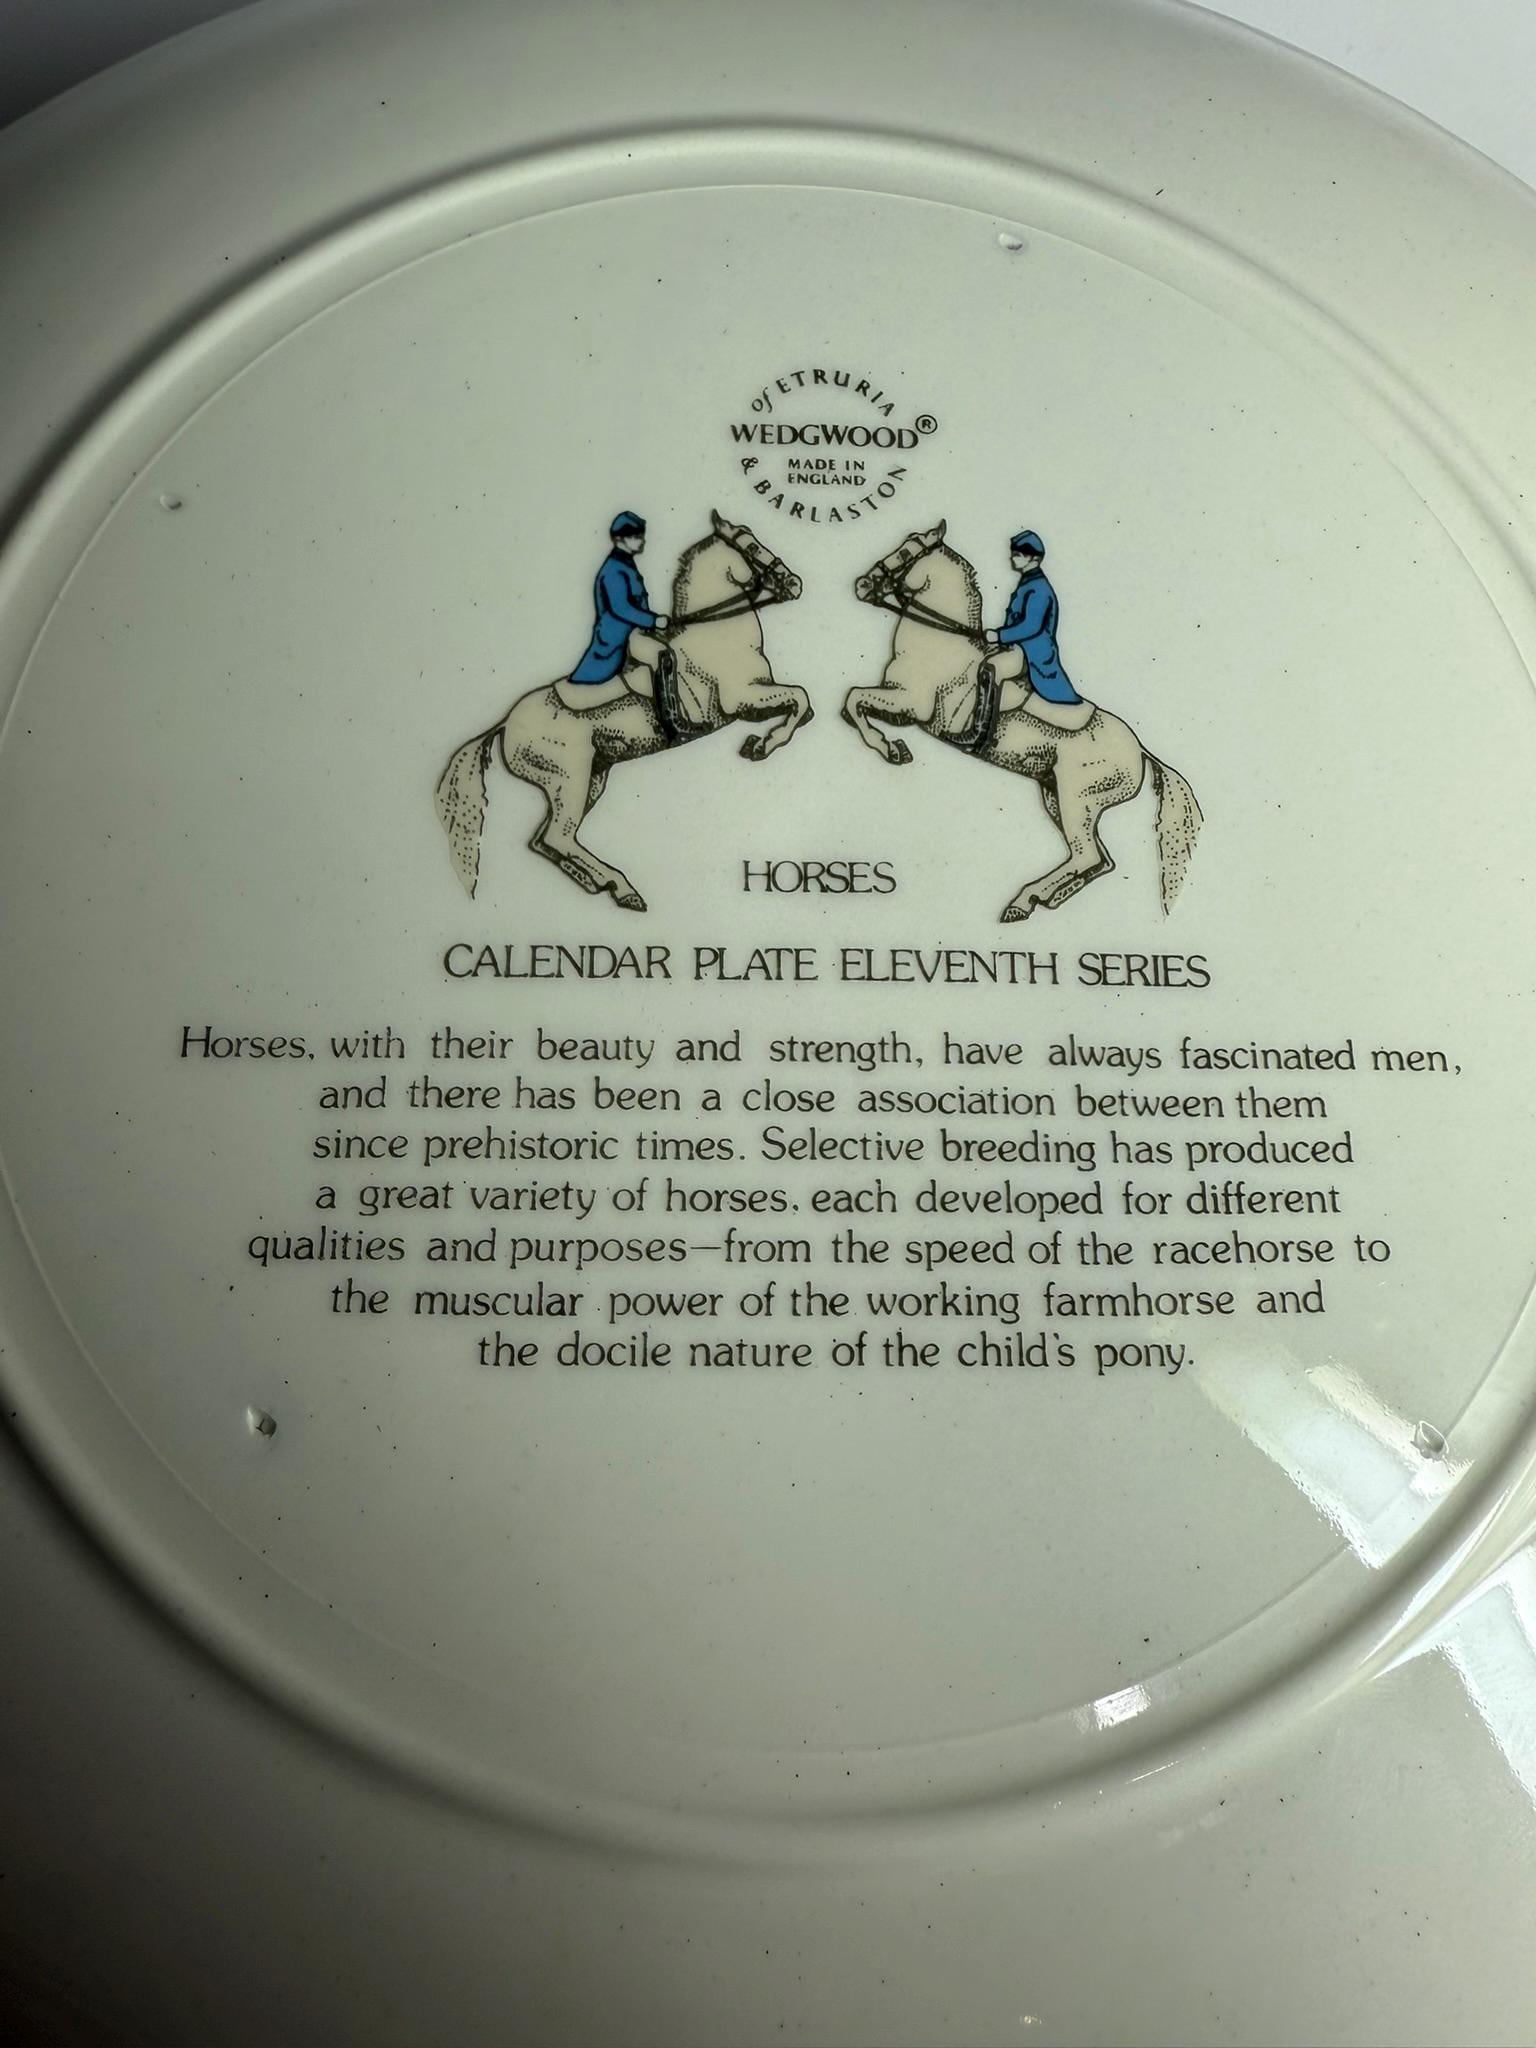 of ETRURIA
WEDGWOOD®
MADE IN
ENGLAND
& BARLASTON
HORSES
CALENDAR PLATE ELEVENTH SERIES
Horses, with their beauty and strength, have always fascinated men,
and there has been a close association between them
since prehistoric times. Selective breeding has produced
a great variety of horses, each developed for different
qualities and purposes—from the speed of the racehorse to
the muscular power of the working farmhorse and
the docile nature of the child's pony.